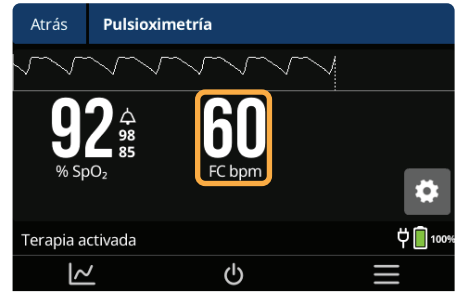 Atrás Pulsioximetría
92 98 60
85
% SpO₂ FC bpm
Terapia activada 100%